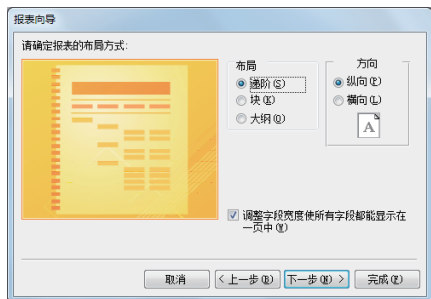 报表向导
请确定报表的布局方式:
布局
递阶(S)
块(K)
大纲(O)
方向
纵向(P)
横向(L)
A
调整字段宽度使所有字段都能显示在
一页中(W)
取消
< 上一步(B)
下一步(N) >
完成(F)